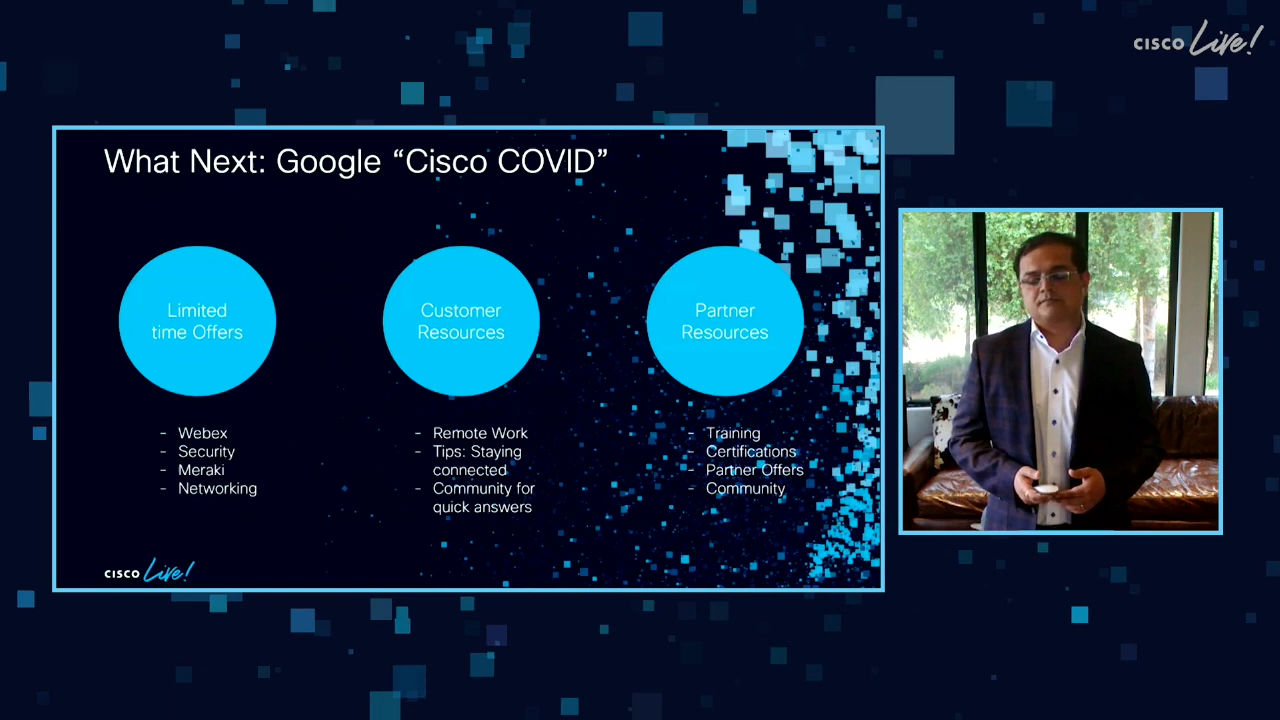 CISCO Live!
What Next: Google “Cisco COVID”
Limited
time Offers
Customer
Resources
Partner
Resources
- Webex
- Security
- Meraki
- Networking
- Remote Work
- Tips: Staying
connected
- Community for
quick answers
- Training
- Certifications
- Partner Offers
- Community
CISCO Live!